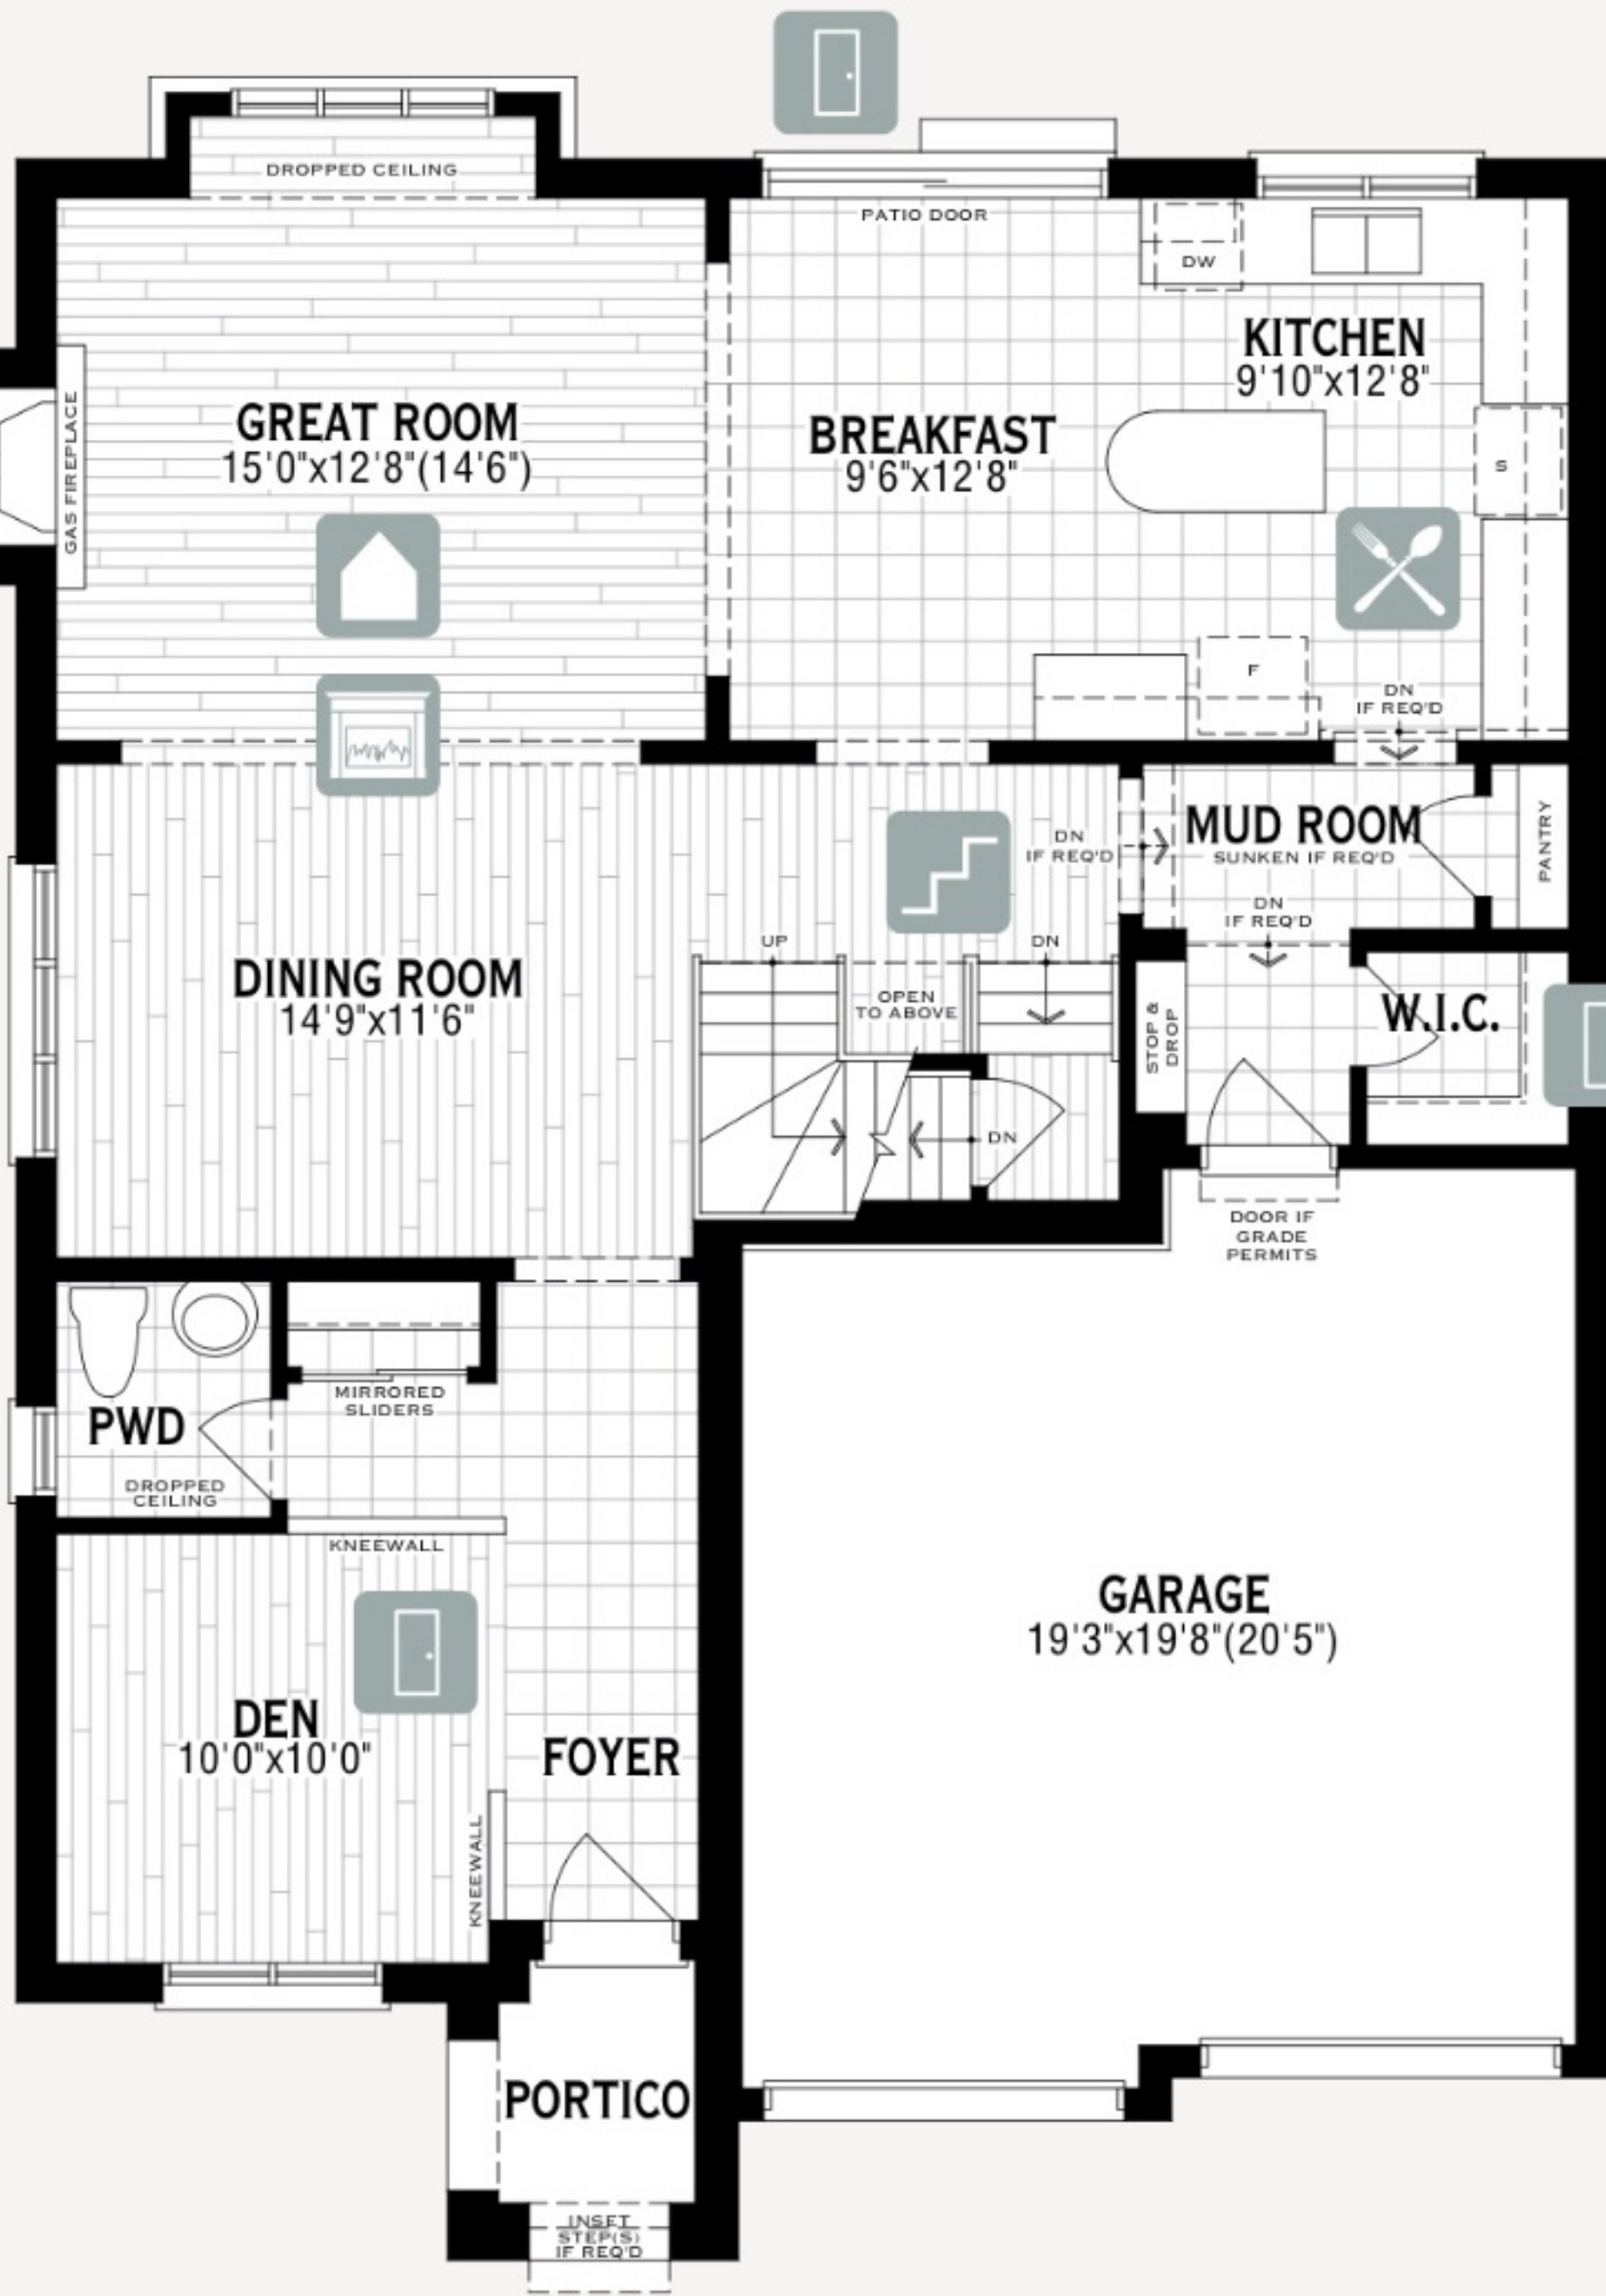 DROPPED CEILING
PATIO DOOR
DW
KITCHEN
9'10"x12'8"
GREAT ROOM
15'0"x12'8"(14'6")
GAS FIREPLACE
BREAKFAST
9'6"x12'8"
S
F
DN
IF REQ'D
MUD ROOM
SUNKEN IF REQ'D
DN
IF REQ'D
PANTRY
DN
IF REQ'D
UP
DN
DINING ROOM
14'9"x11'6"
OPEN
TO ABOVE
STOP &
DROP
W.I.C.
DN
DOOR IF
GRADE
PERMITS
MIRRORED
SLIDERS
PWD
DROPPED
CEILING
KNEEWALL
GARAGE
19'3"x19'8"(20'5")
DEN
10'0"x10'0"
FOYER
KNEEWALL
PORTICO
INSET
STEP(S)
IF REQ'D